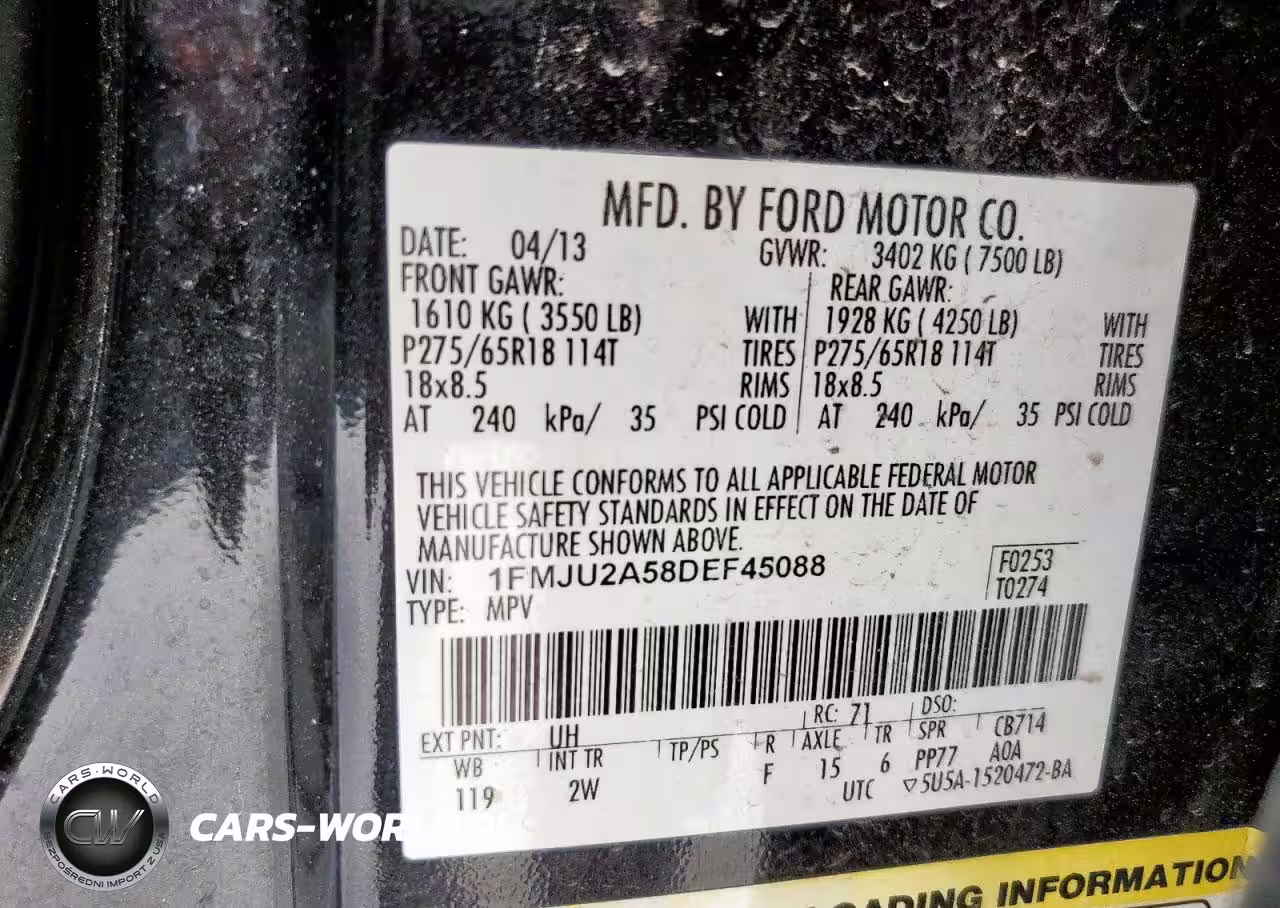 MFD. BY FORD MOTOR CO.
DATE: 04/13 GVWR: 3402 KG ( 7500 LB)
FRONT GAWR: REAR GAWR:
1610 KG ( 3550 LB) WITH 1928 KG ( 4250 LB) WITH
P275/65R18 114T TIRES P275/65R18 114T TIRES
18x8.5 RIMS 18x8.5 RIMS
AT 240 kPa/ 35 PSI COLD AT 240 kPa/ 35 PSI COLD
THIS VEHICLE CONFORMS TO ALL APPLICABLE FEDERAL MOTOR
VEHICLE SAFETY STANDARDS IN EFFECT ON THE DATE OF
MANUFACTURE SHOWN ABOVE.
VIN: 1FMJU2A58DEF45088 F0253
TYPE: MPV T0274
EXT PNT: UH RC: 71 DSO:
WB INT TR TP/PS R AXLE TR SPR CB714
119 2W F 15 6 PP77 A0A
UTC ▽5U5A-1520472-BA
INFORMATION
CARS-WORLD
CW
BEZPOŚREDNI IMPORT Z USA